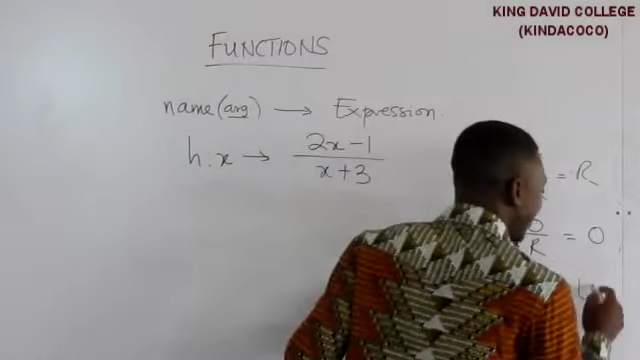 KING DAVID COLLEGE
(KINDACOCO)
FUNCTIONS
name(arg) → Expression.
h: x → 2x-1
x+3
= R
R = 0